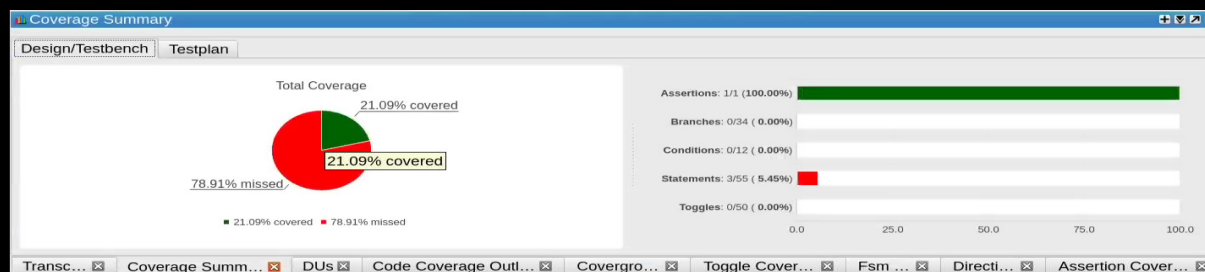 Coverage Summary
Design/Testbench Testplan
Total Coverage
21.09% covered
21.09% covered
78.91% missed
21.09% covered 78.91% missed
Assertions: 1/1 (100.00%)
Branches: 0/34 ( 0.00%)
Conditions: 0/12 ( 0.00%)
Statements: 3/55 ( 5.45%)
Toggles: 0/50 ( 0.00%)
0.0 25.0 50.0 75.0 100.0
Transc... Coverage Summ... DUs Code Coverage Outl... Covergro... Toggle Cover... Fsm ... Directi... Assertion Cover...